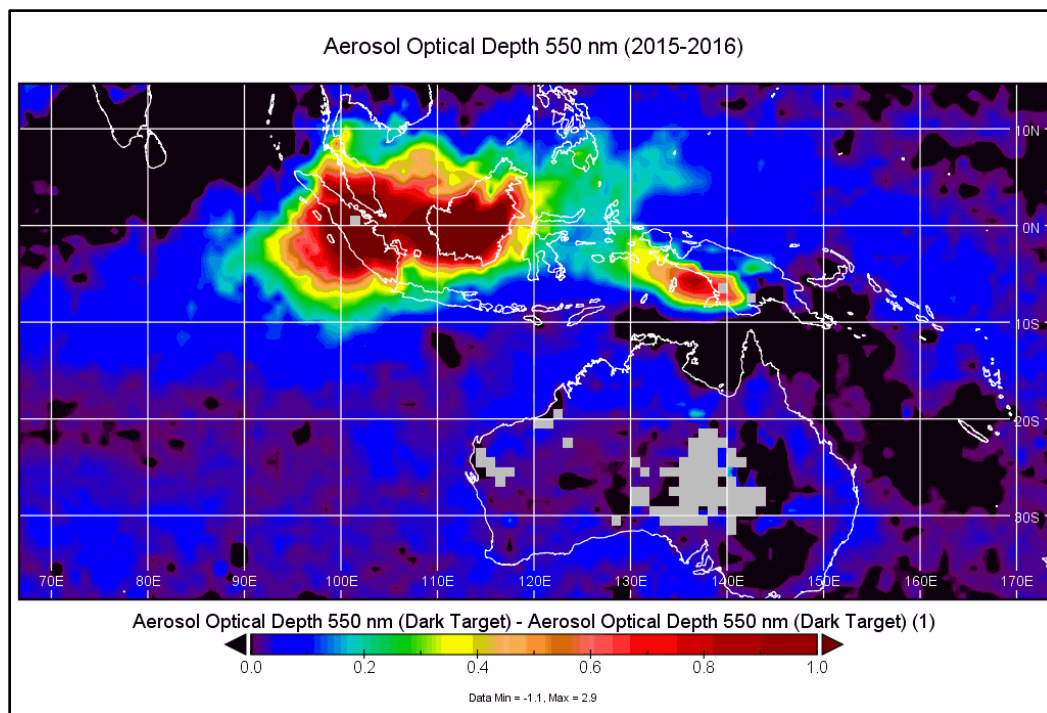 Aerosol Optical Depth 550 nm (2015-2016)
10N
0N
10S
20S
30S
70E 80E 90E 100E 110E 120E 130E 140E 150E 160E 170E
Aerosol Optical Depth 550 nm (Dark Target) - Aerosol Optical Depth 550 nm (Dark Target) (1)
0.0 0.2 0.4 0.6 0.8 1.0
Data Min = -1.1, Max = 2.9